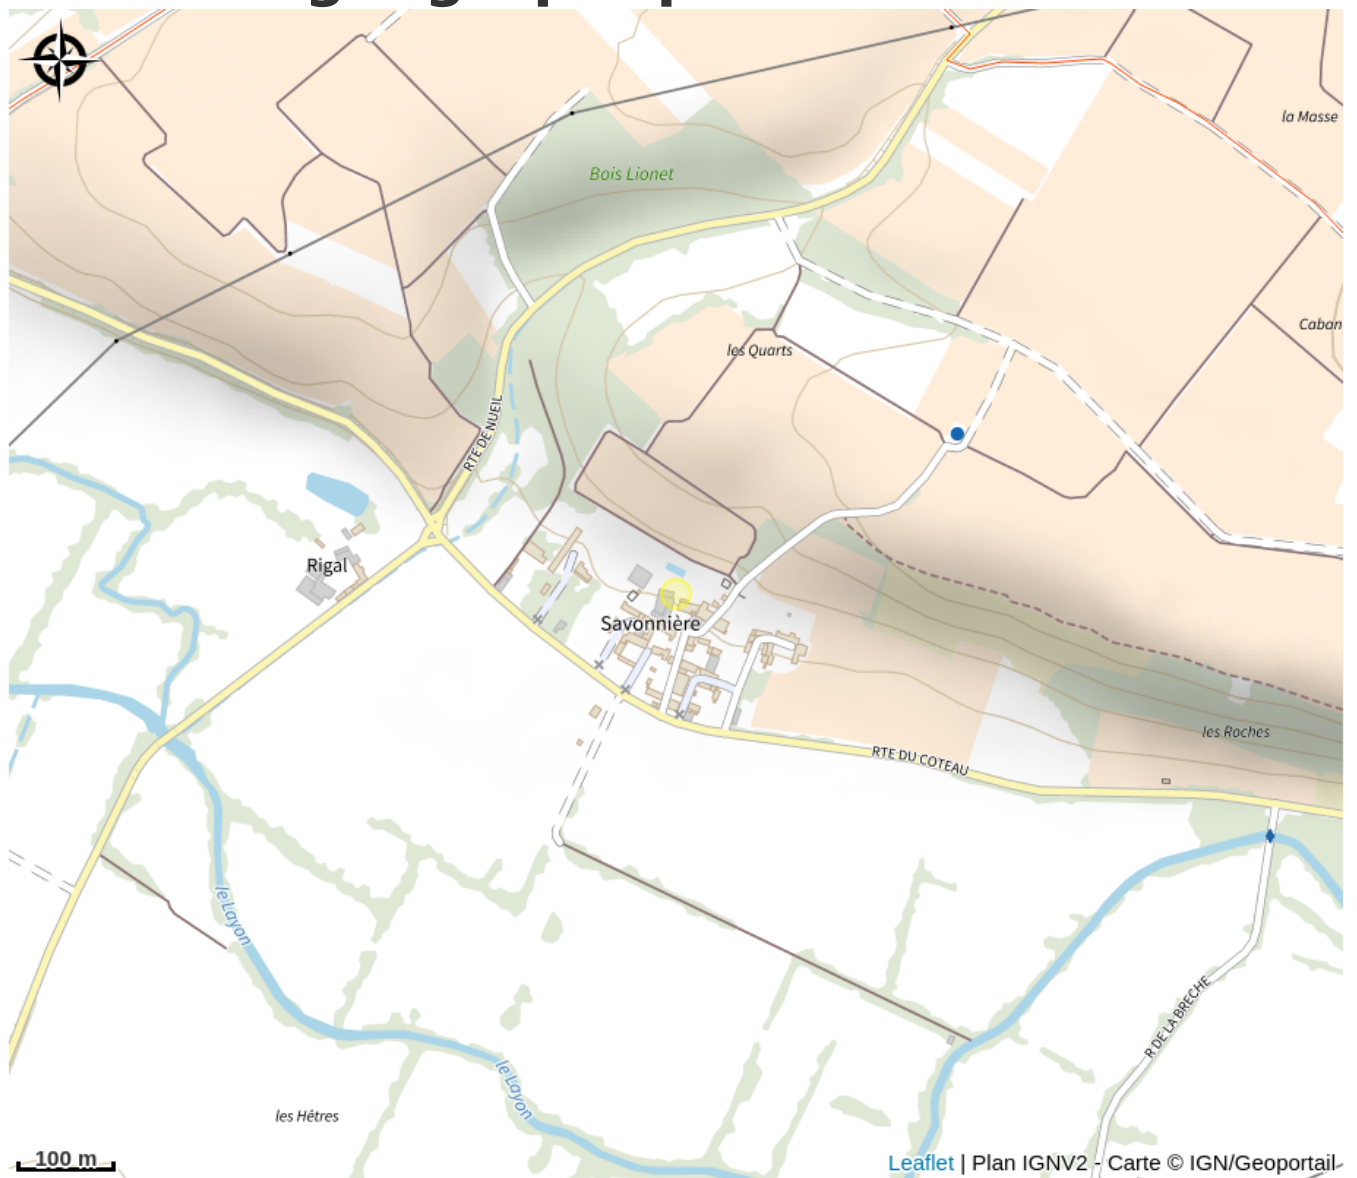 la Masse
Bois Lionet
Caban
les Quarts
RTE DE NUEIL
Rigal
Savonnière
les Roches
RTE DU COTEAU
le Layon
R DE LA BRECHE
le Layon
les Hêtres
100 m
Leaflet | Plan IGNV2 - Carte © IGN/Geoportail